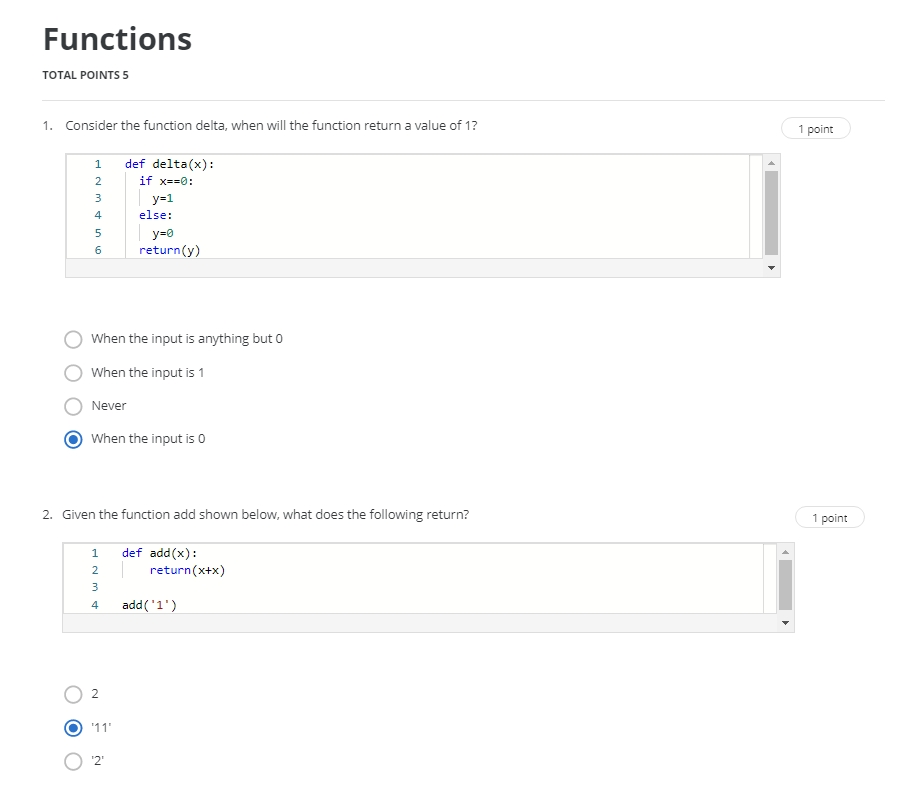 Functions
TOTAL POINTS 5
1. Consider the function delta, when will the function return a value of 1?
1 point
1 def delta(x):
2 if x==0:
3 y=1
4 else:
5 y=0
6 return(y)
When the input is anything but 0
When the input is 1
Never
When the input is 0
2. Given the function add shown below, what does the following return?
1 point
1 def add(x):
2 return(x+x)
3
4 add('1')
2
'11'
'2'